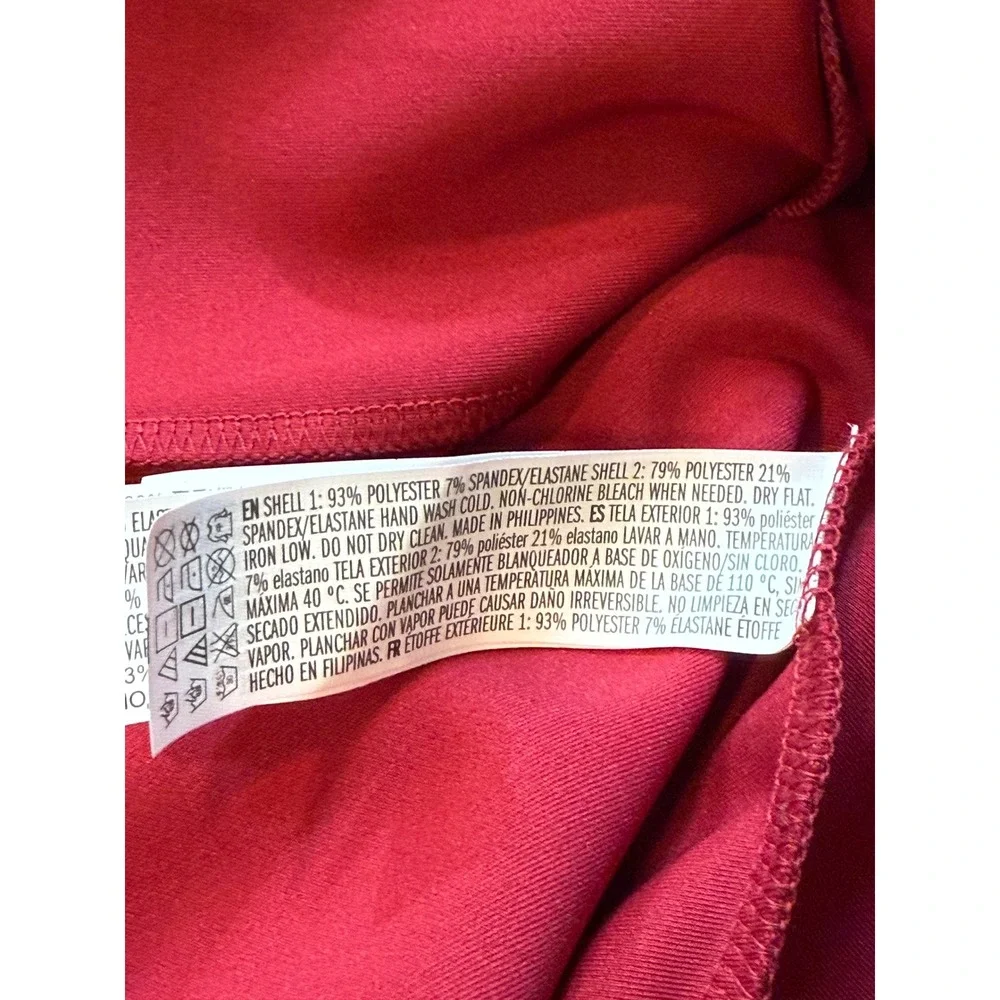 EN SHELL 1: 93% POLYESTER 7% SPANDEX/ELASTANE SHELL 2: 79% POLYESTER 21%
SPANDEX/ELASTANE HAND WASH COLD. NON-CHLORINE BLEACH WHEN NEEDED. DRY FLAT.
IRON LOW. DO NOT DRY CLEAN. MADE IN PHILIPPINES. ES TELA EXTERIOR 1: 93% poliéster
7% elastano TELA EXTERIOR 2: 79% poliéster 21% elastano LAVAR A MANO. TEMPERATURA
MÁXIMA 40 ºC. SE PERMITE SOLAMENTE BLANQUEADOR A BASE DE OXIGENO/SIN CLORO.
SECADO EXTENDIDO. PLANCHAR A UNA TEMPERATURA MÁXIMA DE LA BASE DE 110 ºC, SIN
VAPOR. PLANCHAR CON VAPOR PUEDE CAUSAR DAÑO IRREVERSIBLE. NO LIMPIEZA EN SEC
HECHO EN FILIPINAS. FR ÉTOFFE EXTÉRIEURE 1: 93% POLYESTER 7% ÉLASTANE ÉTOFFE